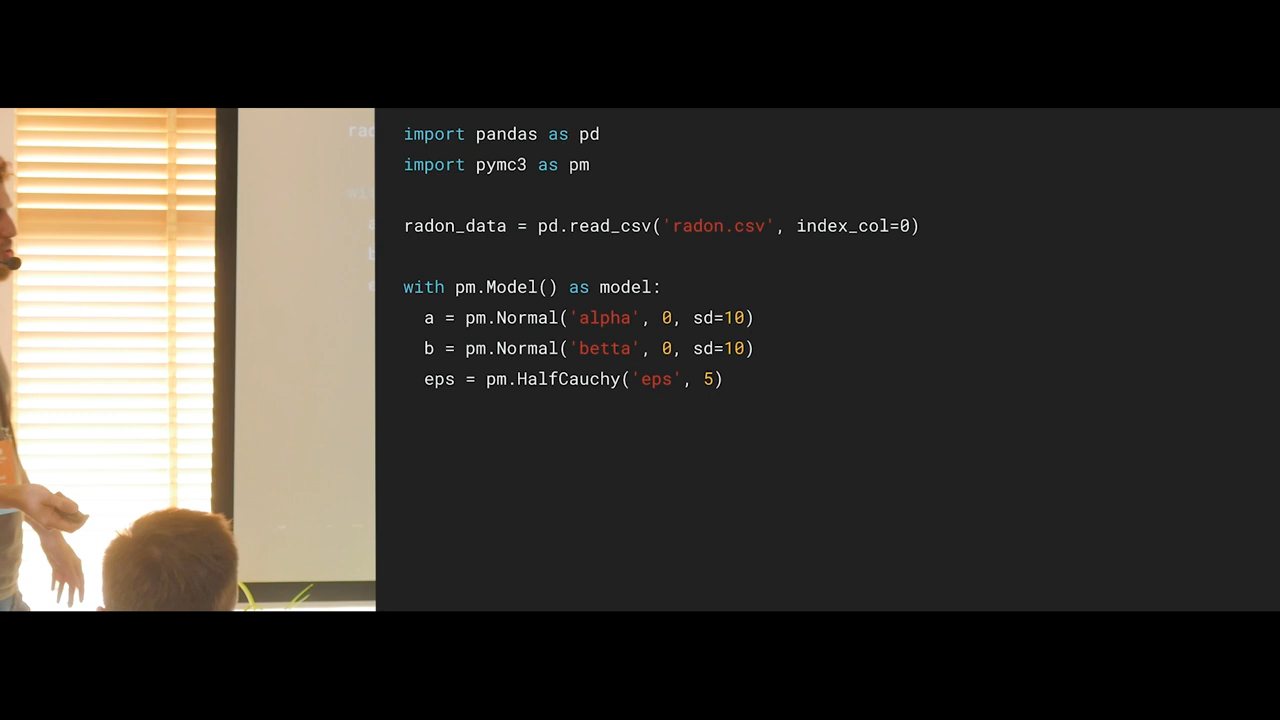 import pandas as pd
import pymc3 as pm
radon_data = pd.read_csv('radon.csv', index_col=0)
with pm.Model() as model:
a = pm.Normal('alpha', 0, sd=10)
b = pm.Normal('betta', 0, sd=10)
eps = pm.HalfCauchy('eps', 5)